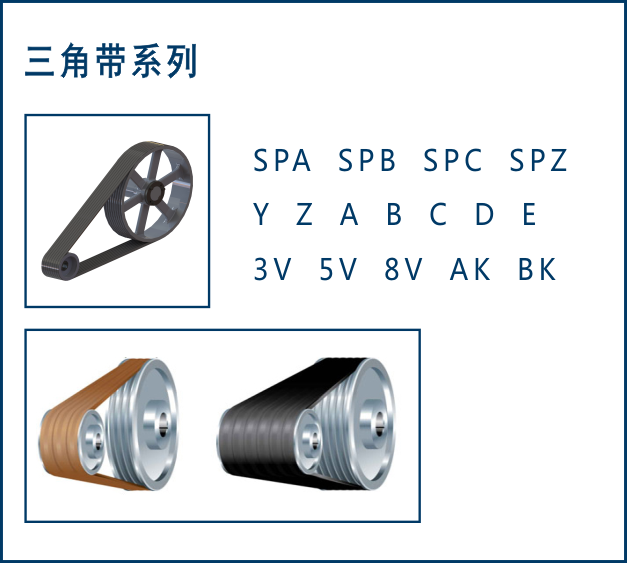 三角带系列
SPA SPB SPC SPZ
Y Z A B C D E
3V 5V 8V AK BK